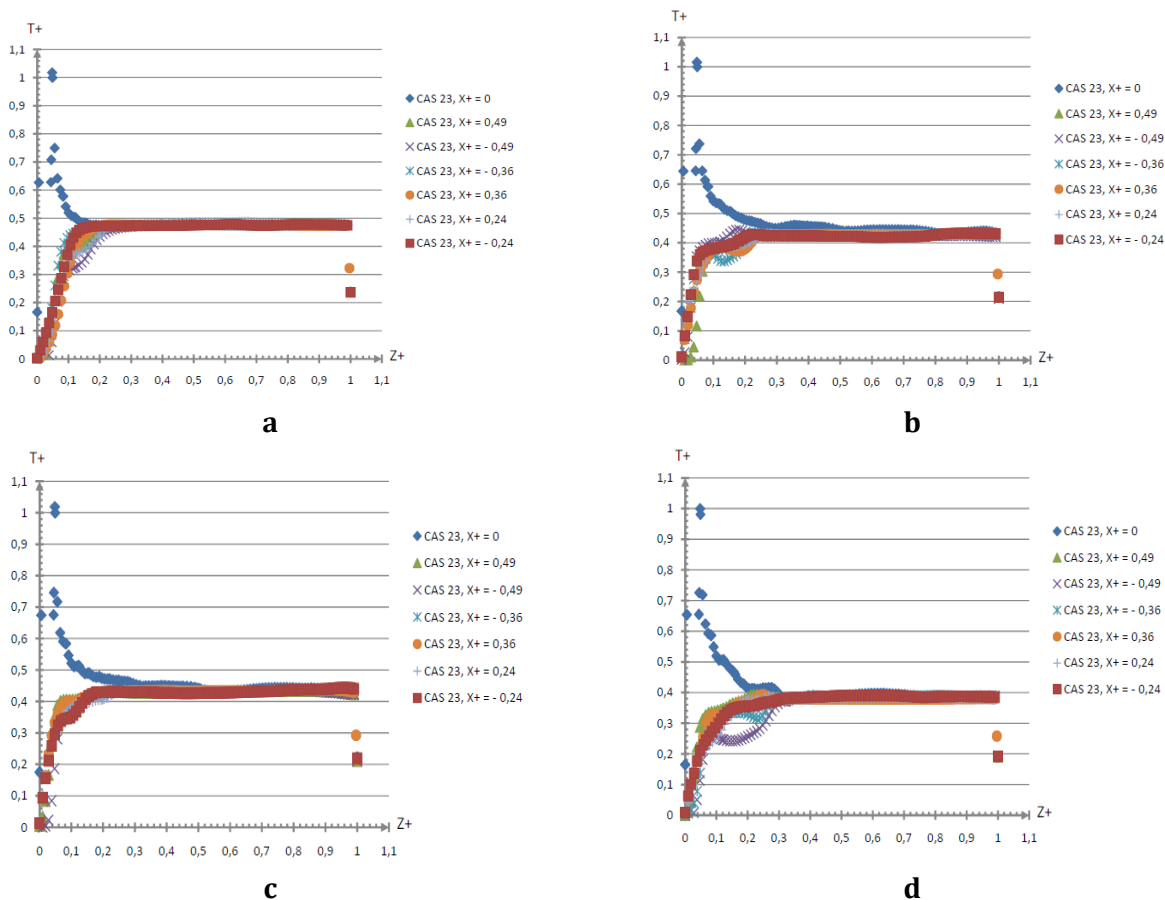 T+
1,1
1
0,9
0,8
0,7
0,6
0,5
0,4
0,3
0,2
0,1
0
0 0,1 0,2 0,3 0,4 0,5 0,6 0,7 0,8 0,9 1 1,1
Z+
CAS 23, X+ = 0
CAS 23, X+ = 0,49
CAS 23, X+ = - 0,49
CAS 23, X+ = - 0,36
CAS 23, X+ = 0,36
CAS 23, X+ = 0,24
CAS 23, X+ = - 0,24
a
T+
1,1
1
0,9
0,8
0,7
0,6
0,5
0,4
0,3
0,2
0,1
0
0 0,1 0,2 0,3 0,4 0,5 0,6 0,7 0,8 0,9 1 1,1
Z+
CAS 23, X+ = 0
CAS 23, X+ = 0,49
CAS 23, X+ = - 0,49
CAS 23, X+ = - 0,36
CAS 23, X+ = 0,36
CAS 23, X+ = 0,24
CAS 23, X+ = - 0,24
b
T+
1,1
1
0,9
0,8
0,7
0,6
0,5
0,4
0,3
0,2
0,1
0
0 0,1 0,2 0,3 0,4 0,5 0,6 0,7 0,8 0,9 1 1,1
Z+
CAS 23, X+ = 0
CAS 23, X+ = 0,49
CAS 23, X+ = - 0,49
CAS 23, X+ = - 0,36
CAS 23, X+ = 0,36
CAS 23, X+ = 0,24
CAS 23, X+ = - 0,24
c
T+
1,1
1
0,9
0,8
0,7
0,6
0,5
0,4
0,3
0,2
0,1
0
0 0,1 0,2 0,3 0,4 0,5 0,6 0,7 0,8 0,9 1 1,1
Z+
CAS 23, X+ = 0
CAS 23, X+ = 0,49
CAS 23, X+ = - 0,49
CAS 23, X+ = - 0,36
CAS 23, X+ = 0,36
CAS 23, X+ = 0,24
CAS 23, X+ = - 0,24
d